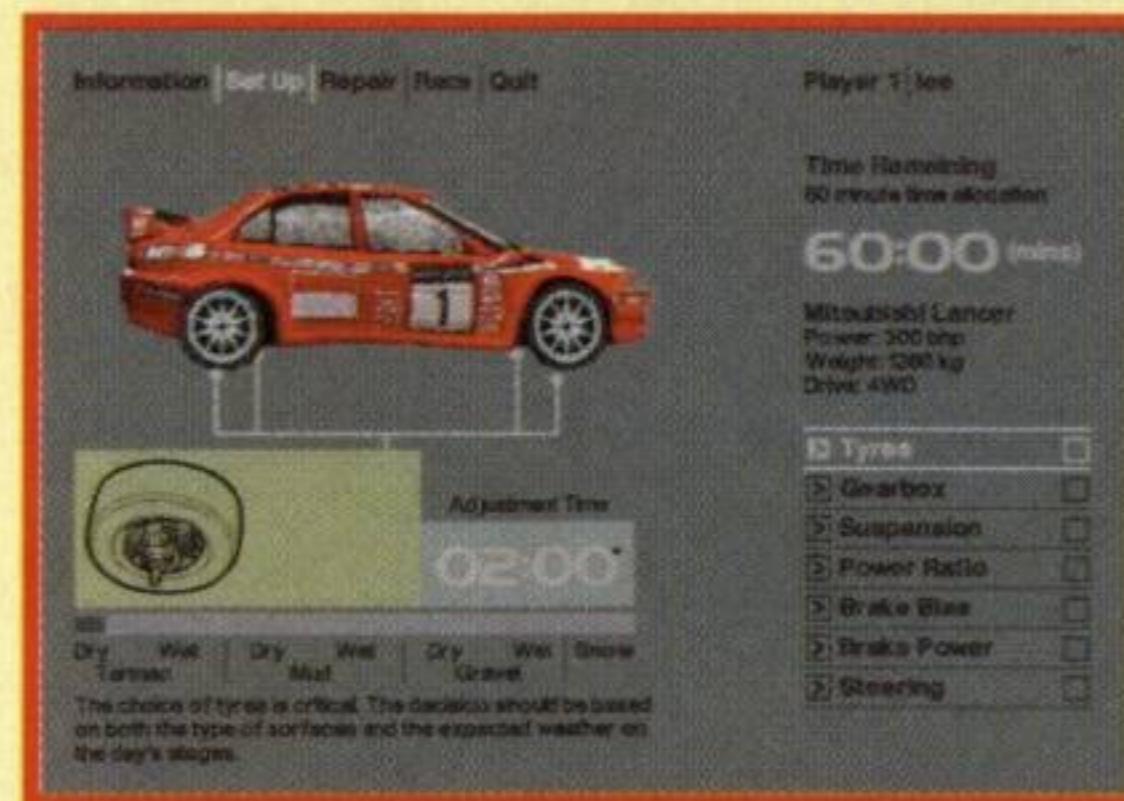 Information | Set Up | Repair | Race | Quit
Player 1 | lee
Time Remaining
60 minute time allocation
60:00 (mins)
Mitsubishi Lancer
Power: 300 bhp
Weight: 1260 kg
Drive: 4WD
1
Tyres
Gearbox
Suspension
Power Ratio
Brake Bias
Brake Power
Steering
Adjustment Time
02:00*
Dry Wet Dry Wet Dry Wet Snow
Tarmac Mud Gravel
The choice of tyres is critical. The decision should be based
on both the type of surfaces and the expected weather on
the day's stages.